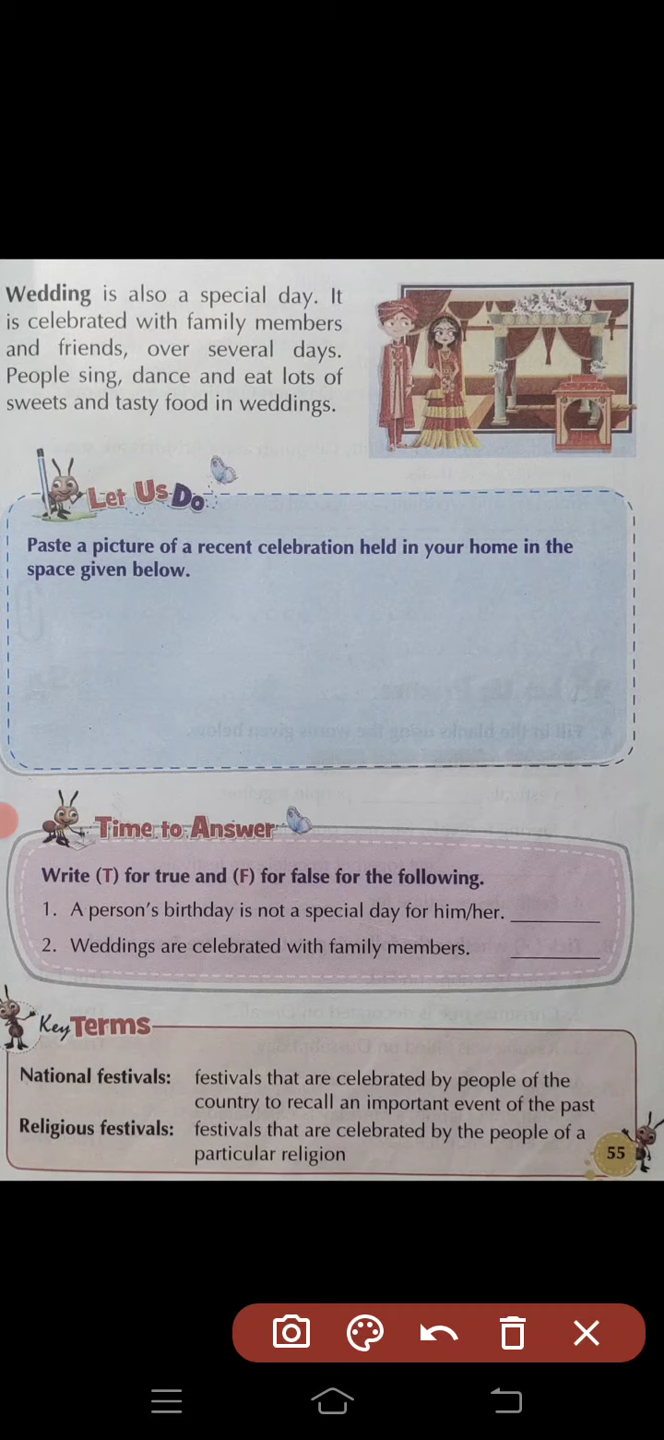 Wedding is also a special day. It
is celebrated with family members
and friends, over several days.
People sing, dance and eat lots of
sweets and tasty food in weddings.
Let Us Do
Paste a picture of a recent celebration held in your home in the
space given below.
Time to Answer
Write (T) for true and (F) for false for the following.
1. A person's birthday is not a special day for him/her. ________
2. Weddings are celebrated with family members. ________
Key Terms
National festivals: festivals that are celebrated by people of the
country to recall an important event of the past
Religious festivals: festivals that are celebrated by the people of a
particular religion
55